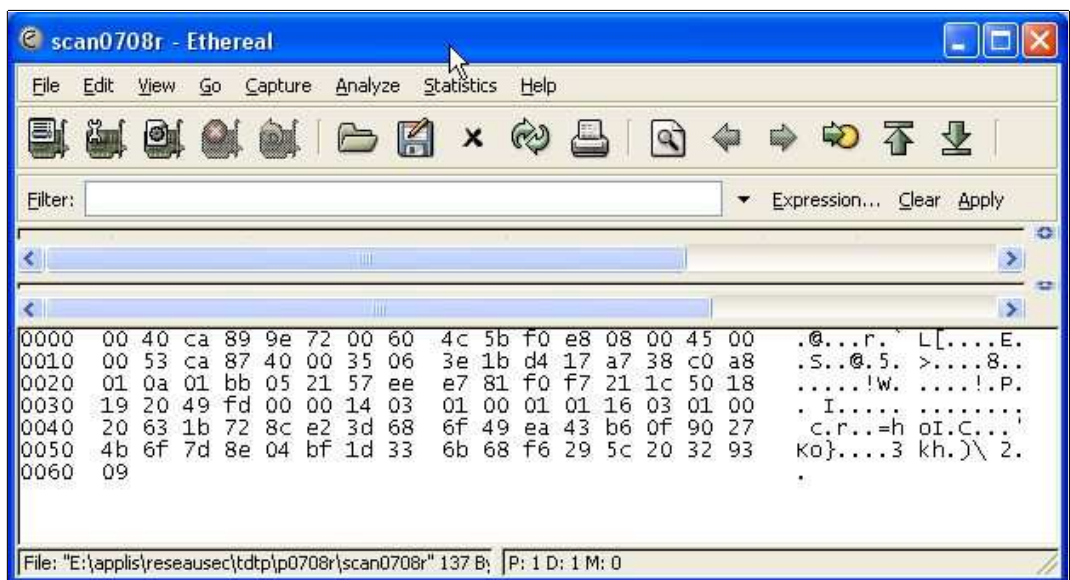 scan0708r - Ethereal
File Edit View Go Capture Analyze Statistics Help
Filter: Expression... Clear Apply
0000 00 40 ca 89 9e 72 00 60 4c 5b f0 e8 08 00 45 00 .@...r.` L[....E.
0010 00 53 ca 87 40 00 35 06 3e 1b d4 17 a7 38 c0 a8 .S..@.5. >....8..
0020 01 0a 01 bb 05 21 57 ee e7 81 f0 f7 21 1c 50 18 .....!W. ....!.P.
0030 19 20 49 fd 00 00 14 03 01 00 01 01 16 03 01 00 . I..... ........
0040 20 63 1b 72 8c e2 3d 68 6f 49 ea 43 b6 0f 90 27 c.r..=h oI.C...'
0050 4b 6f 7d 8e 04 bf 1d 33 6b 68 f6 29 5c 20 32 93 Ko}....3 kh.)\ 2.
0060 09 .
File: "E:\applis\reseausec\tdtp\p0708r\scan0708r" 137 By P: 1 D: 1 M: 0